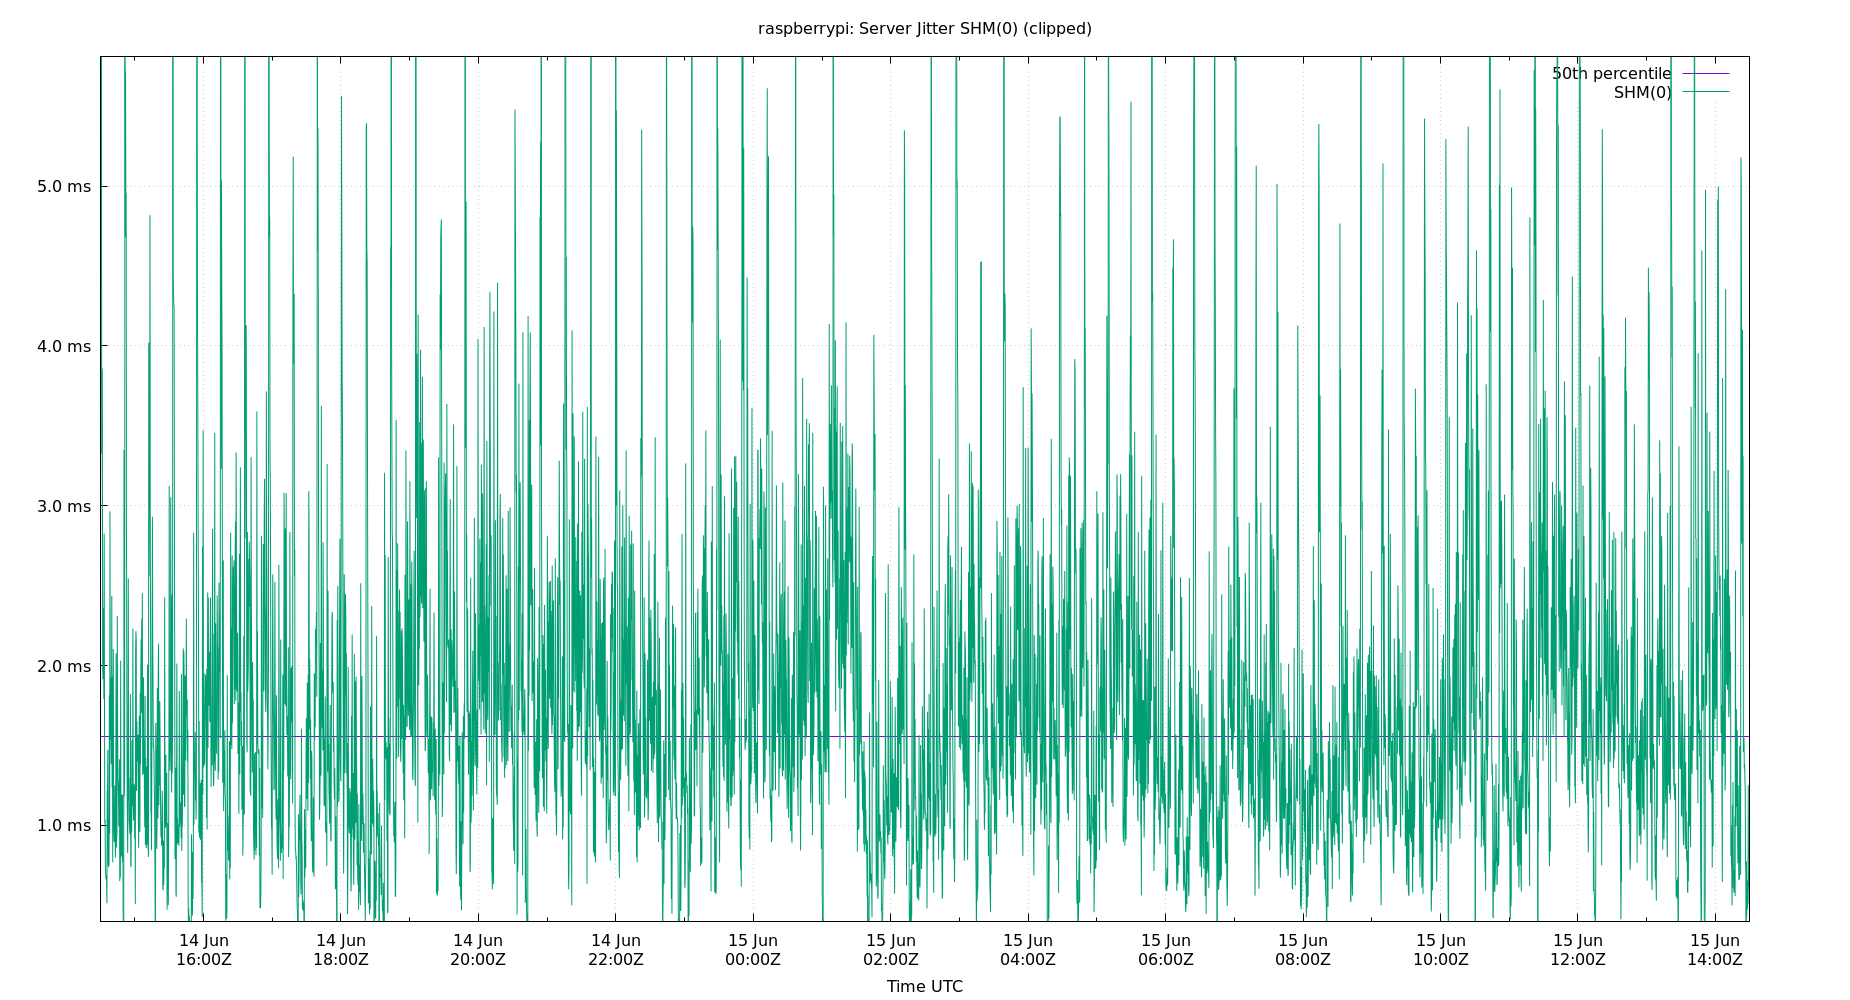 raspberrypi: Server Jitter SHM(0) (clipped)
50th percentile
SHM(0)
5.0 ms
4.0 ms
3.0 ms
2.0 ms
1.0 ms
14 Jun 14 Jun 14 Jun 14 Jun 15 Jun 15 Jun 15 Jun 15 Jun 15 Jun 15 Jun 15 Jun 15 Jun
16:00Z 18:00Z 20:00Z 22:00Z 00:00Z 02:00Z 04:00Z 06:00Z 08:00Z 10:00Z 12:00Z 14:00Z
Time UTC